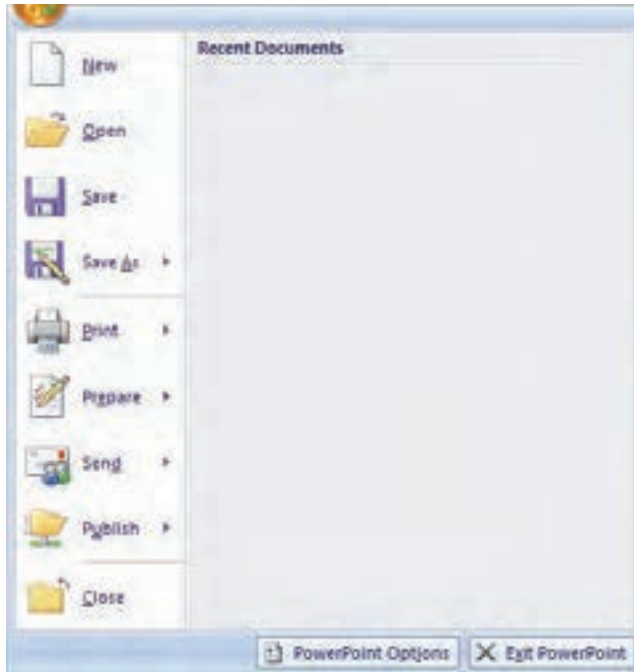 New
Open
Save
Save As
Print
Prepare
Send
Publish
Close
Recent Documents
PowerPoint Options
Exit PowerPoint